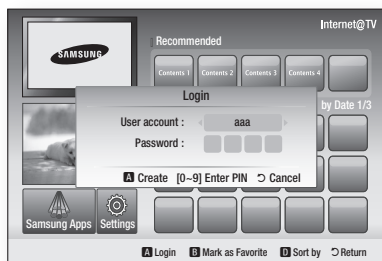 Internet@TV
SAMSUNG
Recommended
Contents 1 Contents 2 Contents 3 Contents 4
by Date 1/3
Login
User account : aaa
Password :
A Create [0~9] Enter PIN Cancel
Samsung Apps Settings
A Login B Mark as Favorite D Sort by Return